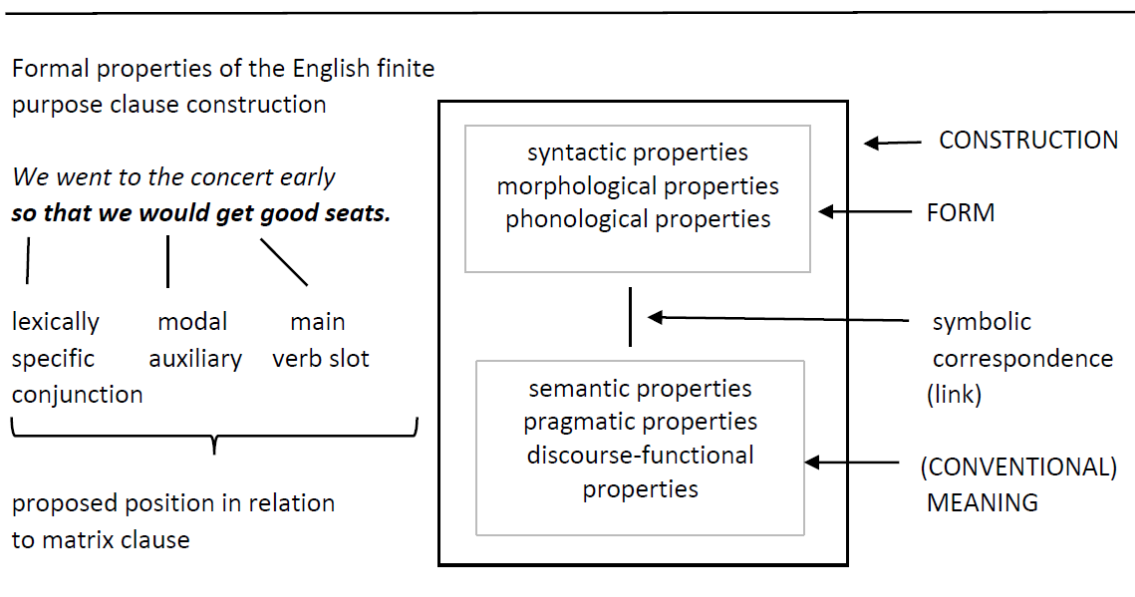 Formal properties of the English finite
purpose clause construction
We went to the concert early
so that we would get good seats.
lexically
specific
conjunction
modal
auxiliary
main
verb slot
proposed position in relation
to matrix clause
syntactic properties
morphological properties
phonological properties
semantic properties
pragmatic properties
discourse-functional
properties
CONSTRUCTION
FORM
symbolic
correspondence
(link)
(CONVENTIONAL)
MEANING